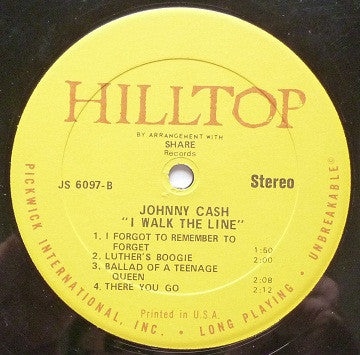 HILLTOP
BY ARRANGEMENT WITH
SHARE
Records
JS 6097-B Stereo
JOHNNY CASH
"I WALK THE LINE"
1. I FORGOT TO REMEMBER TO
FORGET 1:50
2. LUTHER'S BOOGIE 2:00
3. BALLAD OF A TEENAGE
QUEEN 2:08
4. THERE YOU GO 2:12
Printed in U.S.A.
PICKWICK INTERNATIONAL, INC. • LONG PLAYING • UNBREAKABLE ©